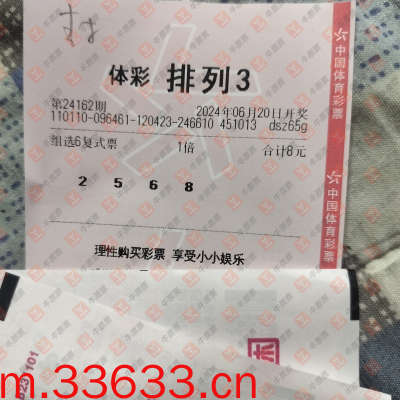 体彩 排列3
第24162期 2024年06月20日开奖
110110-096461-120423-246610 451013 dsz65g
组选6复式票 1倍 合计8元
2 5 6 8
理性购买彩票 享受小小娱乐
中国体育彩票
中国体育彩票
m.33633.cn